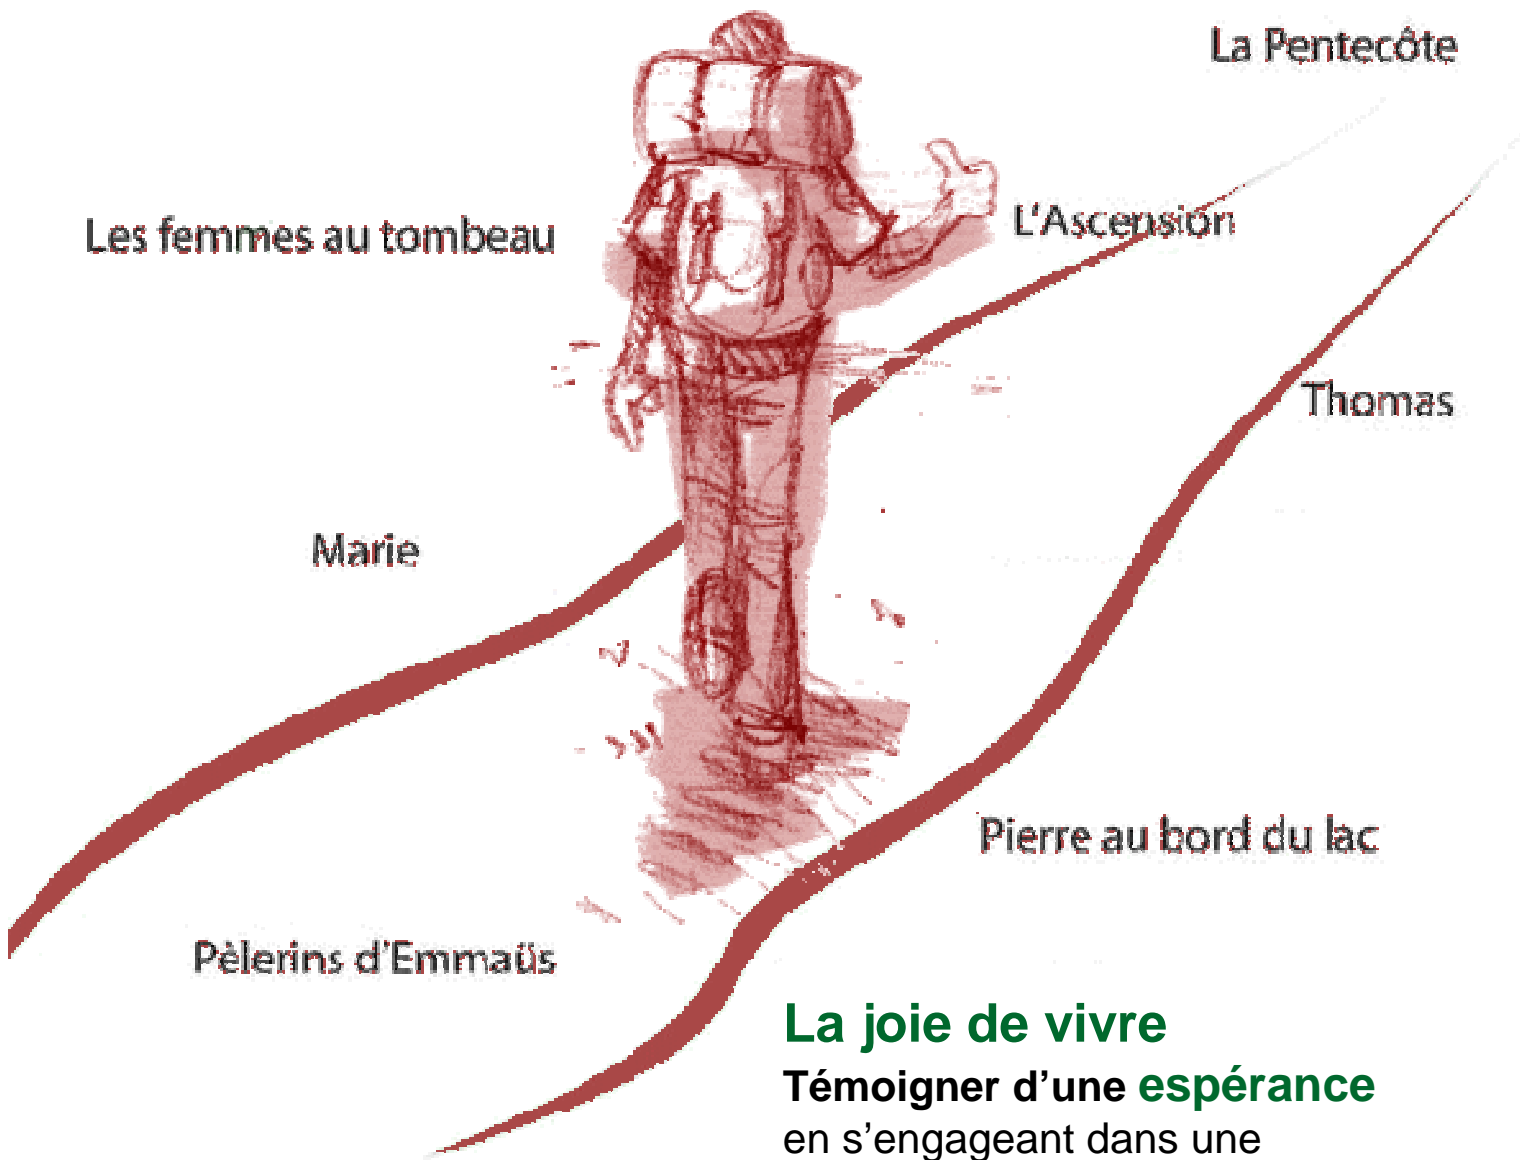 La Pentecôte
Les femmes au tombeau
L'Ascension
Thomas
Marie
Pierre au bord du lac
Pèlerins d'Emmaüs
La joie de vivre
Témoigner d’une espérance
en s’engageant dans une